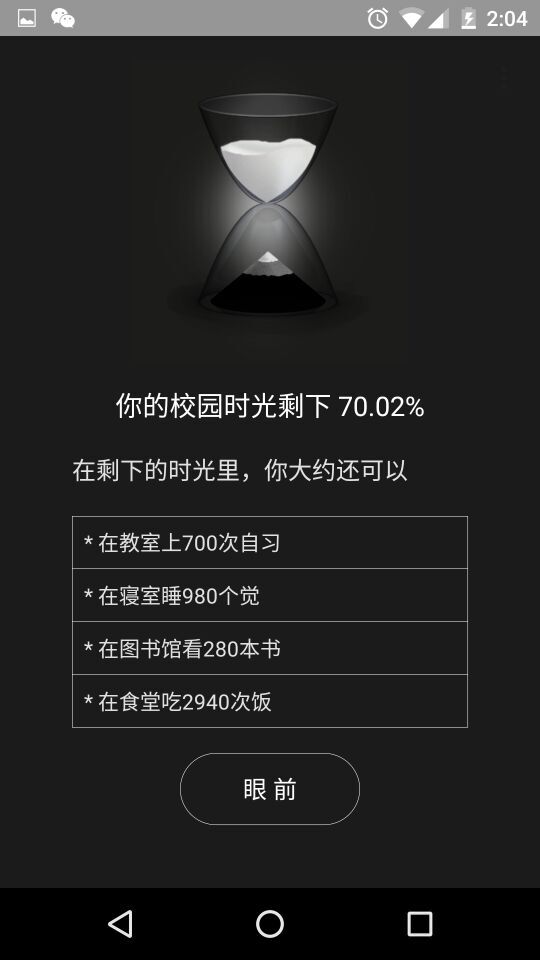 2:04
你的校园时光剩下 70.02%
在剩下的时光里，你大约还可以
* 在教室上700次自习
* 在寝室睡980个觉
* 在图书馆看280本书
* 在食堂吃2940次饭
眼 前